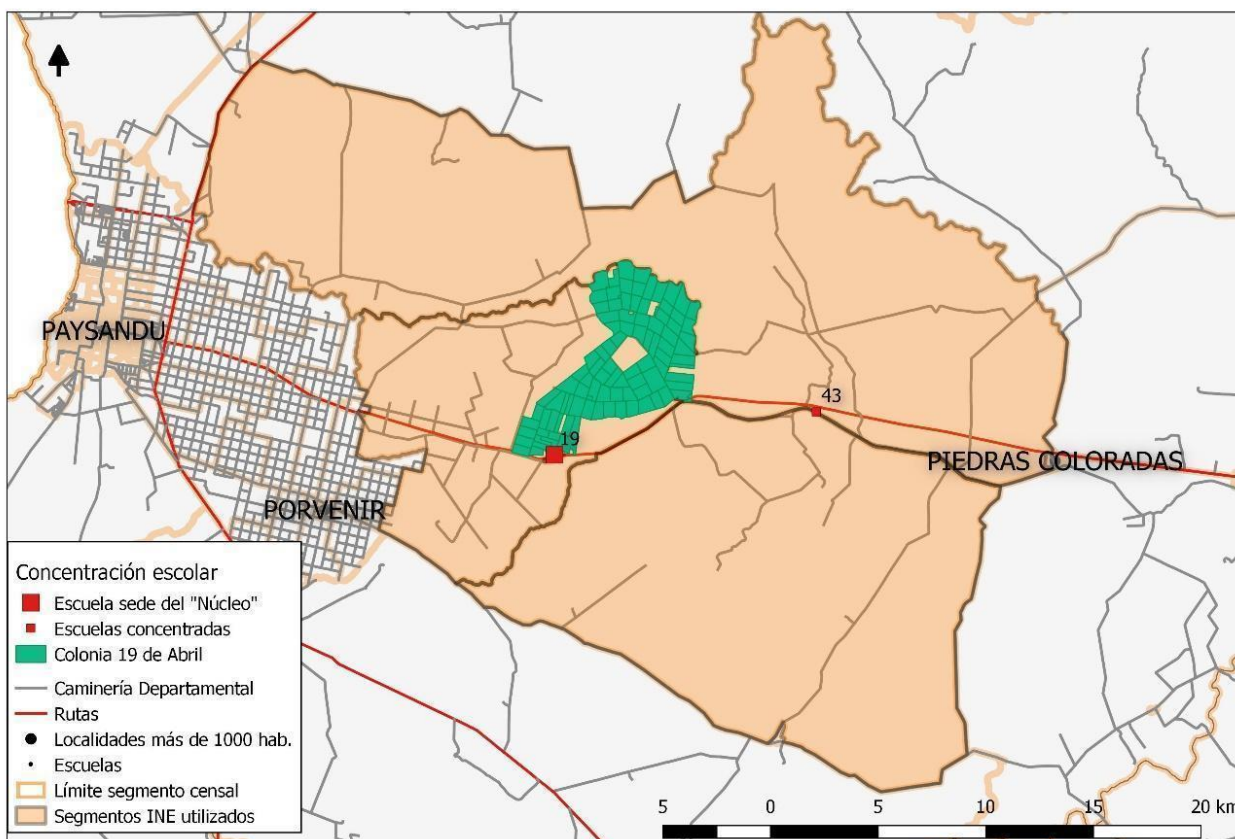 PAYSANDU
43
19
PIEDRAS COLORADAS
PORVENIR
Concentración escolar
Escuela sede del "Núcleo"
Escuelas concentradas
Colonia 19 de Abril
Caminería Departamental
Rutas
Localidades más de 1000 hab.
Escuelas
Límite segmento censal
Segmentos INE utilizados
5 0 5 10 15 20 km